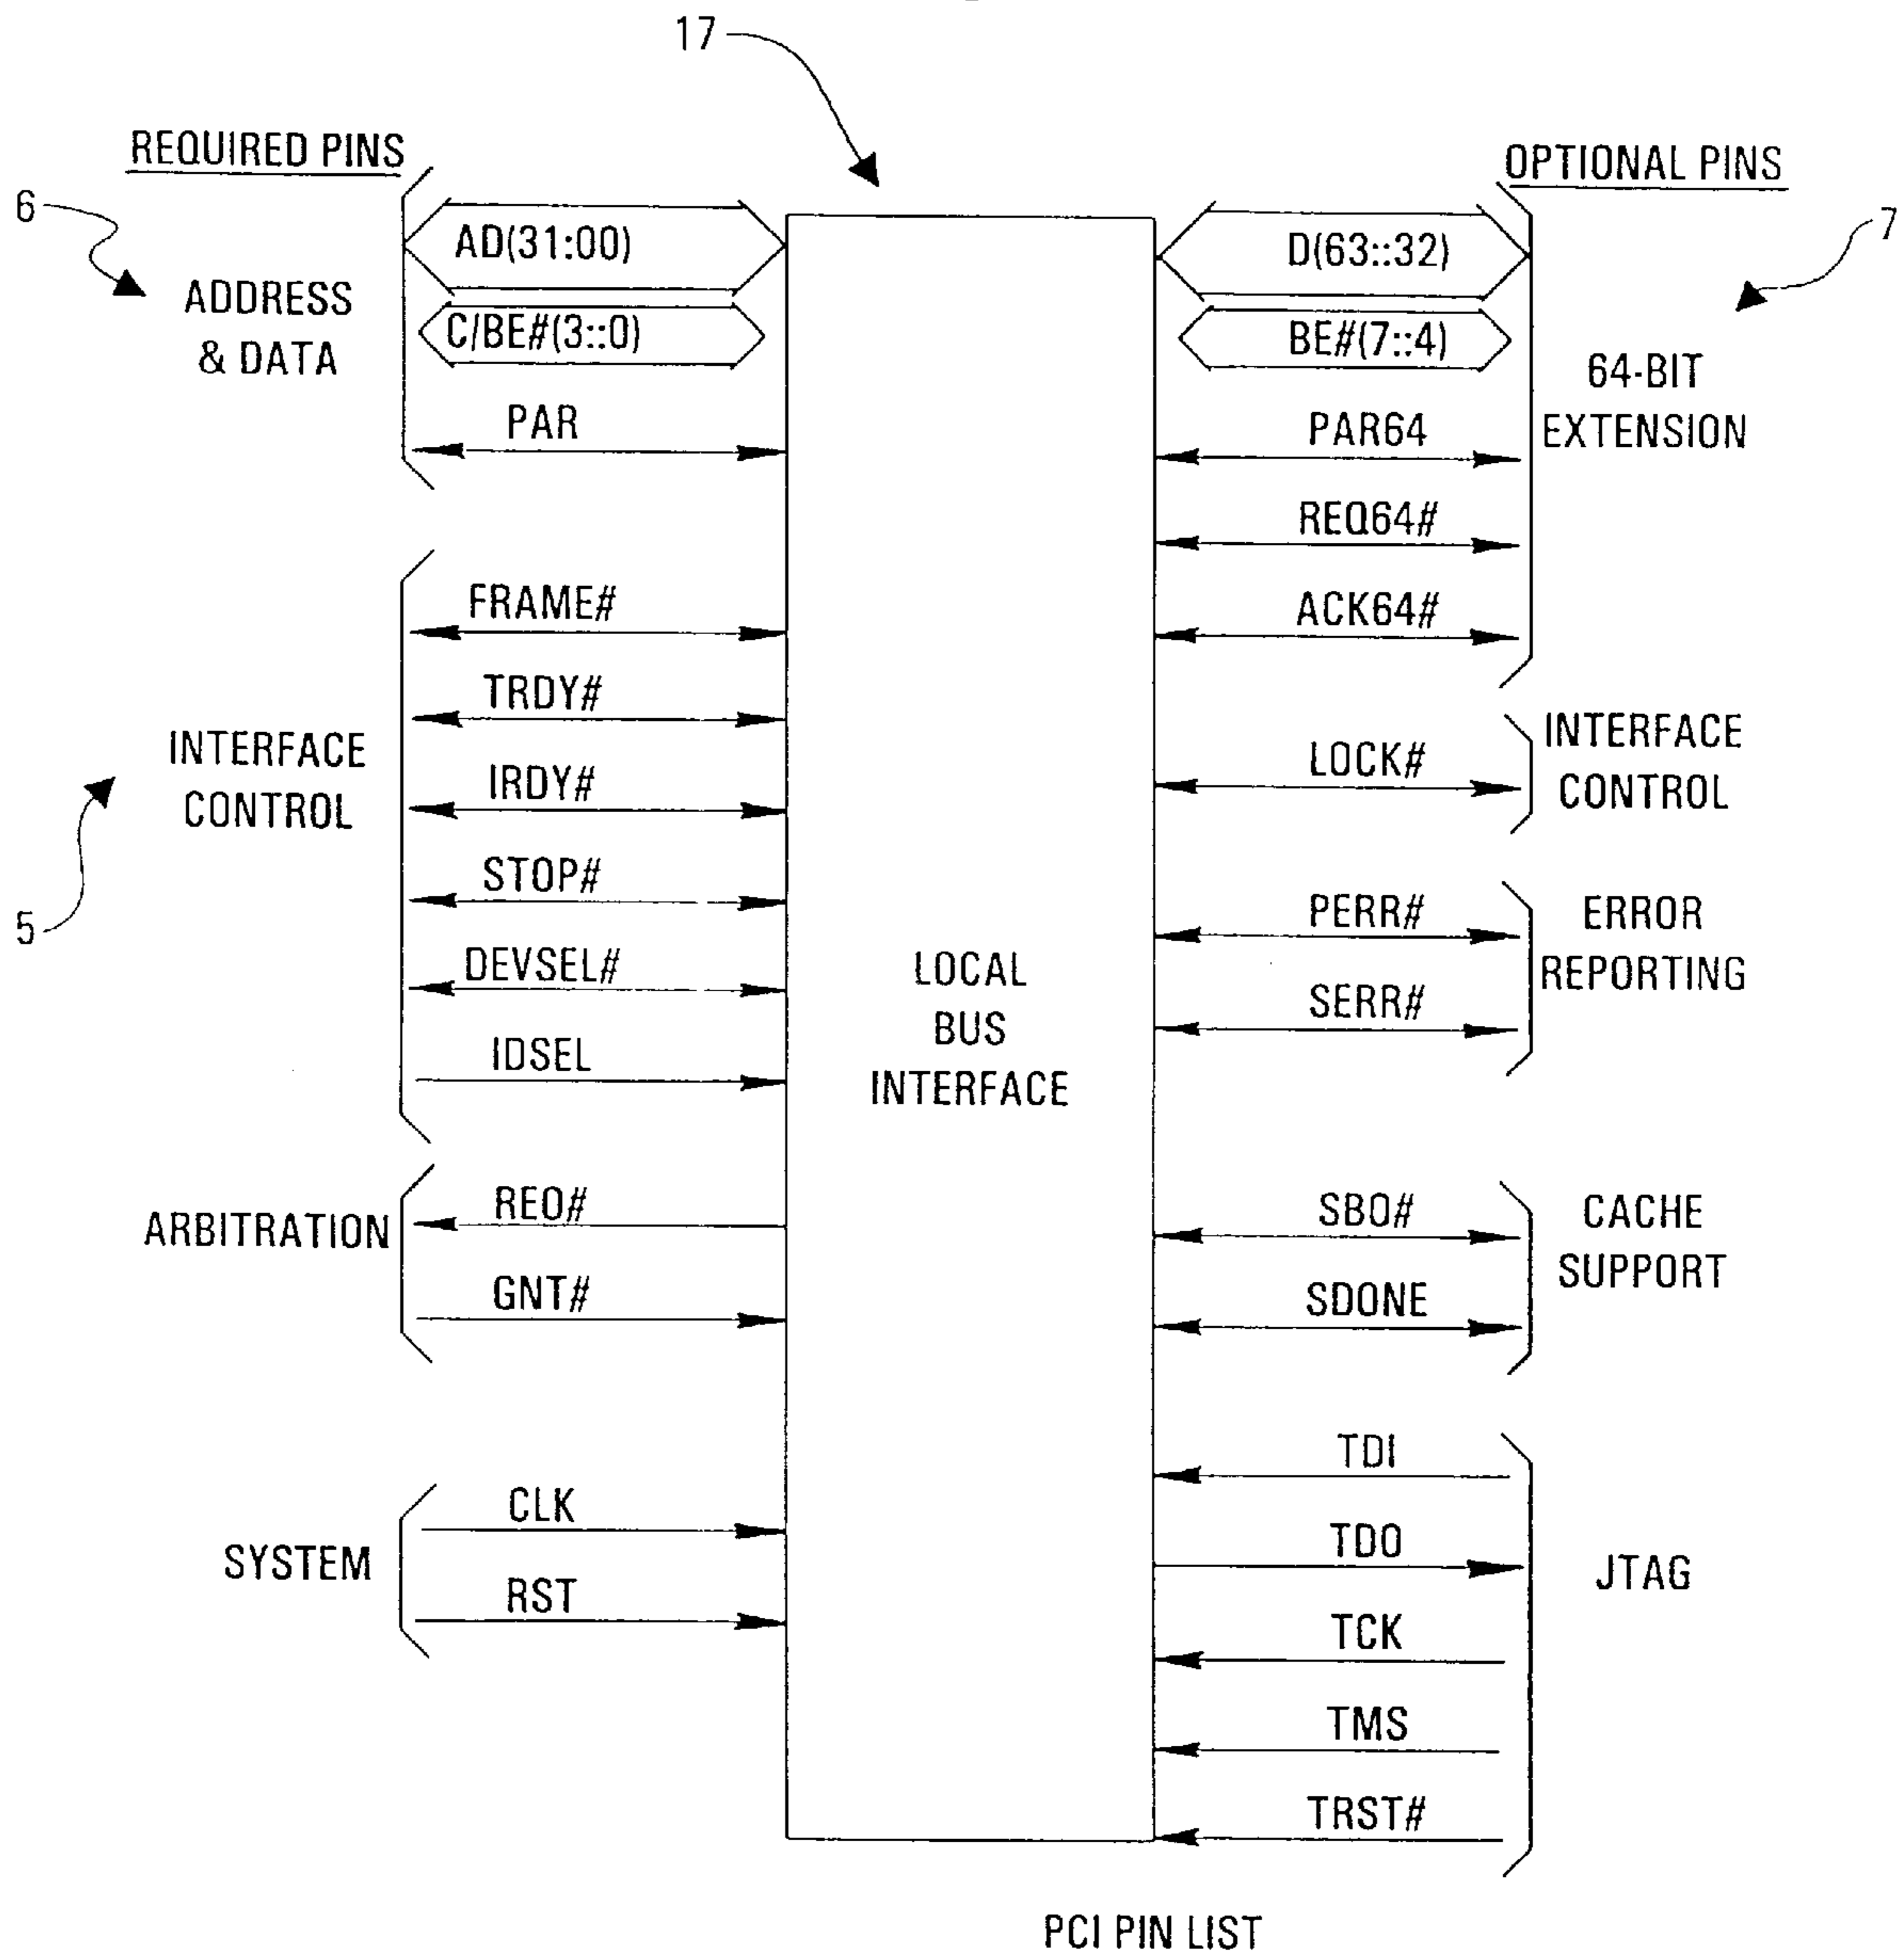 17
REQUIRED PINS
6
ADDRESS
& DATA
AD(31:00)
C/BE#(3::0)
PAR
INTERFACE
CONTROL
5
FRAME#
TRDY#
IRDY#
STOP#
DEVSEL#
IDSEL
ARBITRATION
REO#
GNT#
SYSTEM
CLK
RST
LOCAL
BUS
INTERFACE
OPTIONAL PINS
7
D(63::32)
BE#(7::4)
PAR64
REQ64#
ACK64#
64-BIT
EXTENSION
LOCK#
INTERFACE
CONTROL
PERR#
SERR#
ERROR
REPORTING
SBO#
SDONE
CACHE
SUPPORT
TDI
TDO
TCK
TMS
TRST#
JTAG
PCI PIN LIST